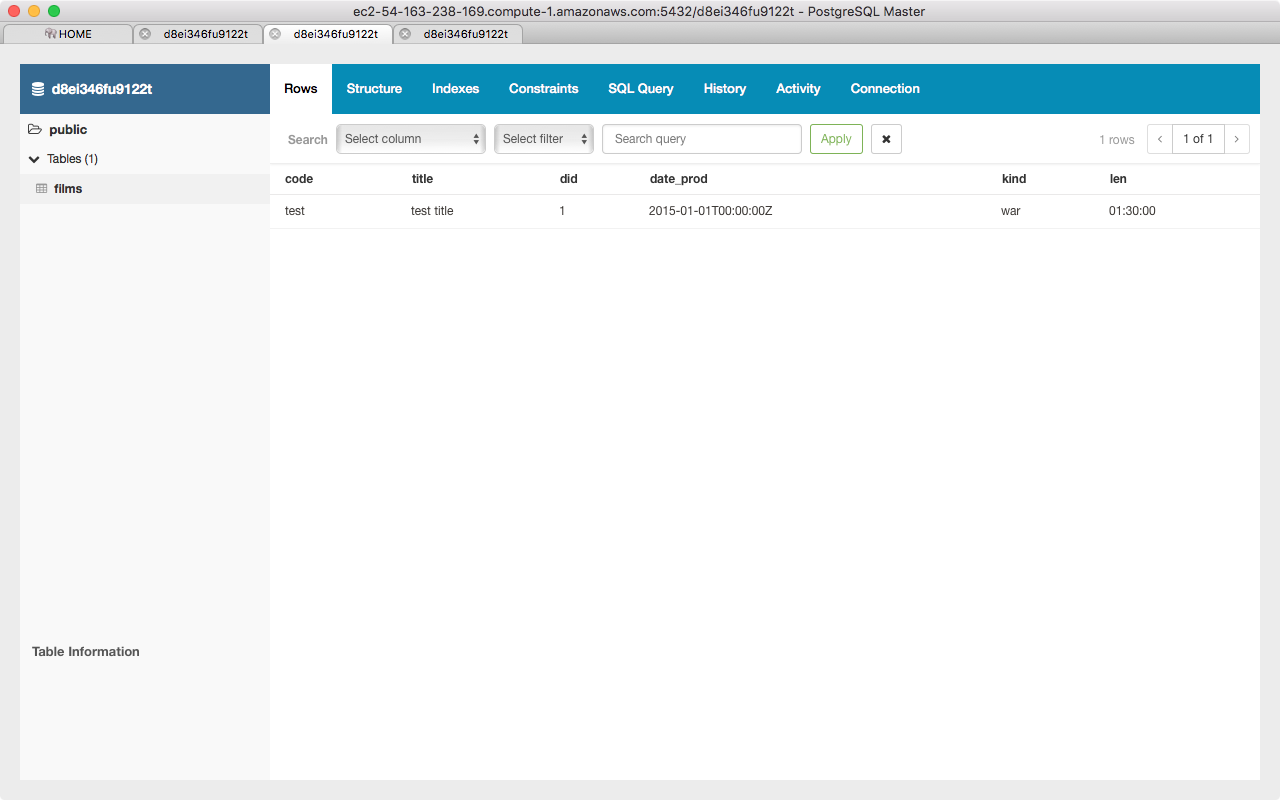 ec2-54-163-238-169.compute-1.amazonaws.com:5432/d8ei346fu9122t - PostgreSQL Master
HOME d8ei346fu9122t d8ei346fu9122t d8ei346fu9122t
d8ei346fu9122t Rows Structure Indexes Constraints SQL Query History Activity Connection
public
Tables (1)
films
Search Select column Select filter Search query Apply 1 rows 1 of 1
code title did date_prod kind len
test test title 1 2015-01-01T00:00:00Z war 01:30:00
Table Information